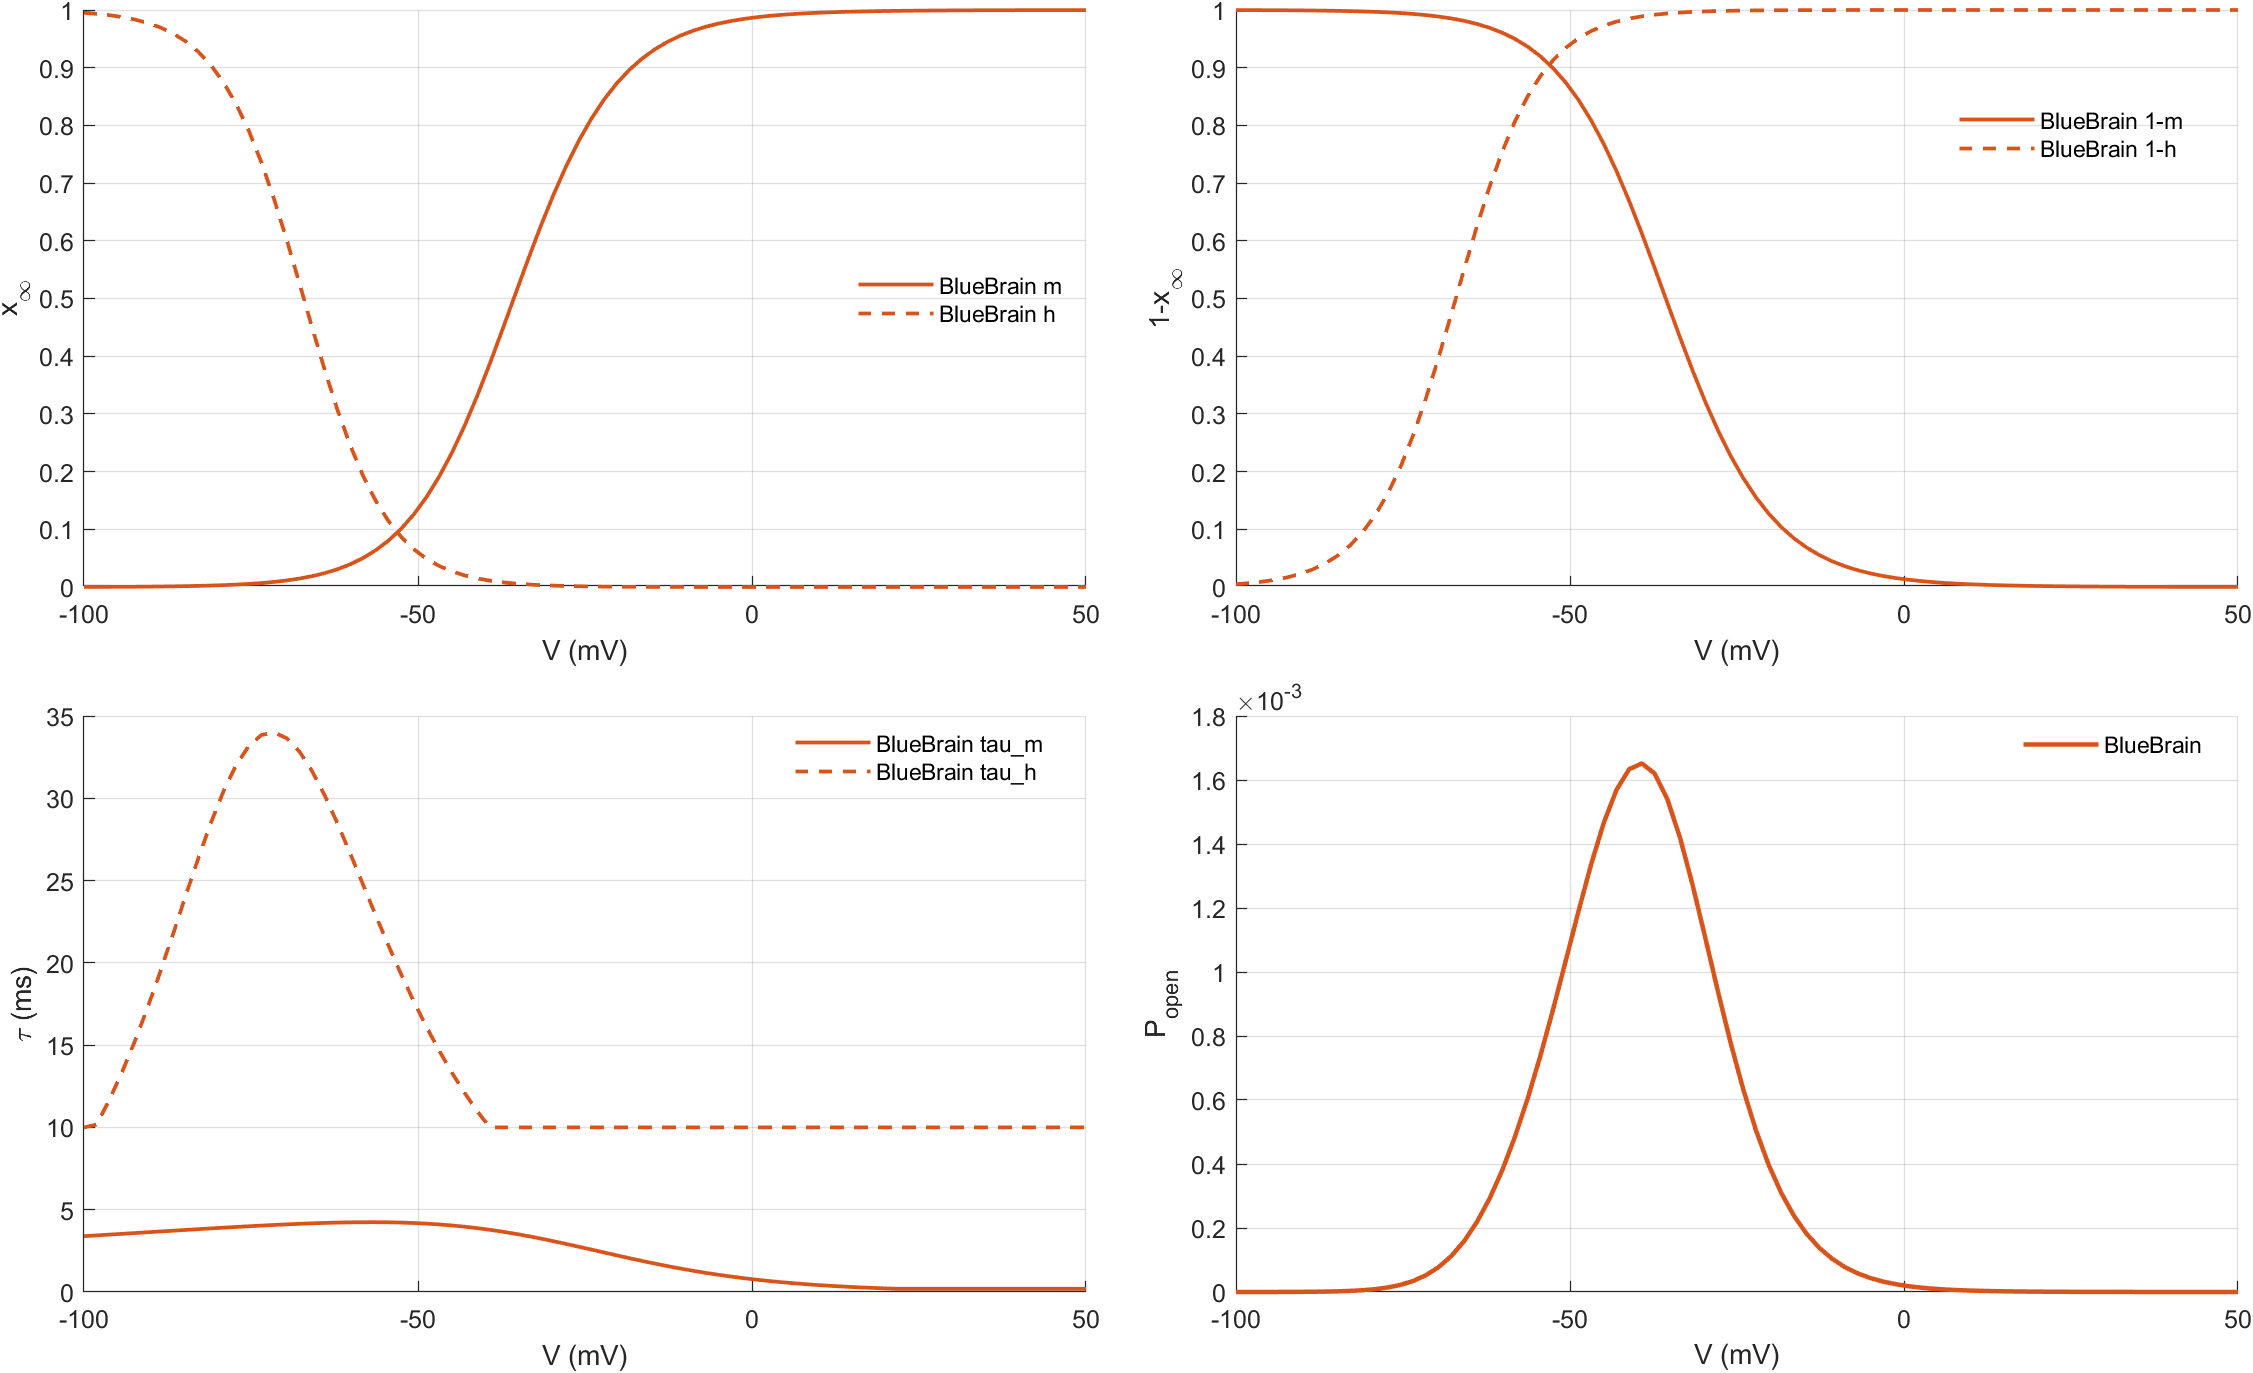 1
0.9
0.8
0.7
0.6
0.5
0.4
0.3
0.2
0.1
0
x∞
BlueBrain m
BlueBrain h
-100 -50 0 50
V (mV)
1
0.9
0.8
0.7
0.6
0.5
0.4
0.3
0.2
0.1
0
1-x∞
BlueBrain 1-m
BlueBrain 1-h
-100 -50 0 50
V (mV)
35
30
25
20
15
10
5
0
τ (ms)
BlueBrain tau_m
BlueBrain tau_h
-100 -50 0 50
V (mV)
×10-3
1.8
1.6
1.4
1.2
1
0.8
0.6
0.4
0.2
0
Popen
BlueBrain
-100 -50 0 50
V (mV)